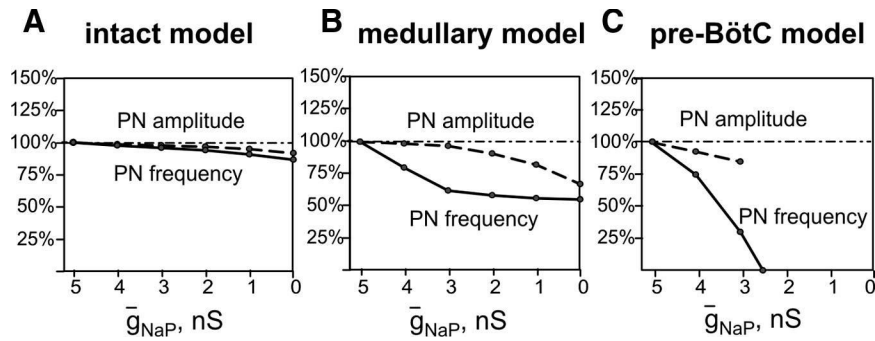 A intact model
150%
125%
100%
75%
50%
25%
PN amplitude
PN frequency
5 4 3 2 1 0
g̅NaP, nS
B medullary model
150%
125%
100%
75%
50%
25%
PN amplitude
PN frequency
5 4 3 2 1 0
g̅NaP, nS
C pre-BötC model
150%
125%
100%
75%
50%
25%
PN amplitude
PN frequency
5 4 3 2 1 0
g̅NaP, nS